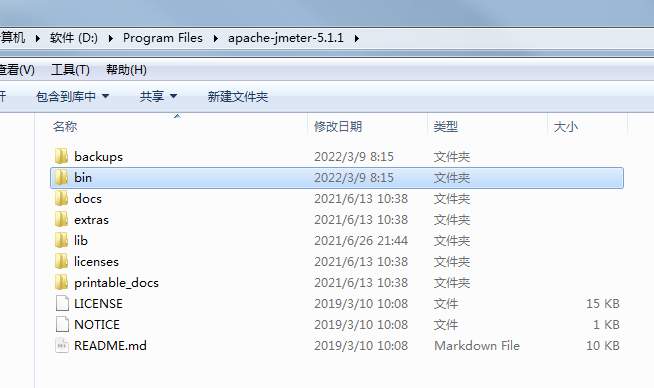 算机 ▸ 软件 (D:) ▸ Program Files ▸ apache-jmeter-5.1.1 ▸
查看(V) 工具(T) 帮助(H)
开 包含到库中 共享 新建文件夹
名称 修改日期 类型 大小
backups 2022/3/9 8:15 文件夹
bin 2022/3/9 8:15 文件夹
docs 2021/6/13 10:38 文件夹
extras 2021/6/13 10:38 文件夹
lib 2021/6/26 21:44 文件夹
licenses 2021/6/13 10:38 文件夹
printable_docs 2021/6/13 10:38 文件夹
LICENSE 2019/3/10 10:08 文件 15 KB
NOTICE 2019/3/10 10:08 文件 1 KB
README.md 2019/3/10 10:08 Markdown File 10 KB